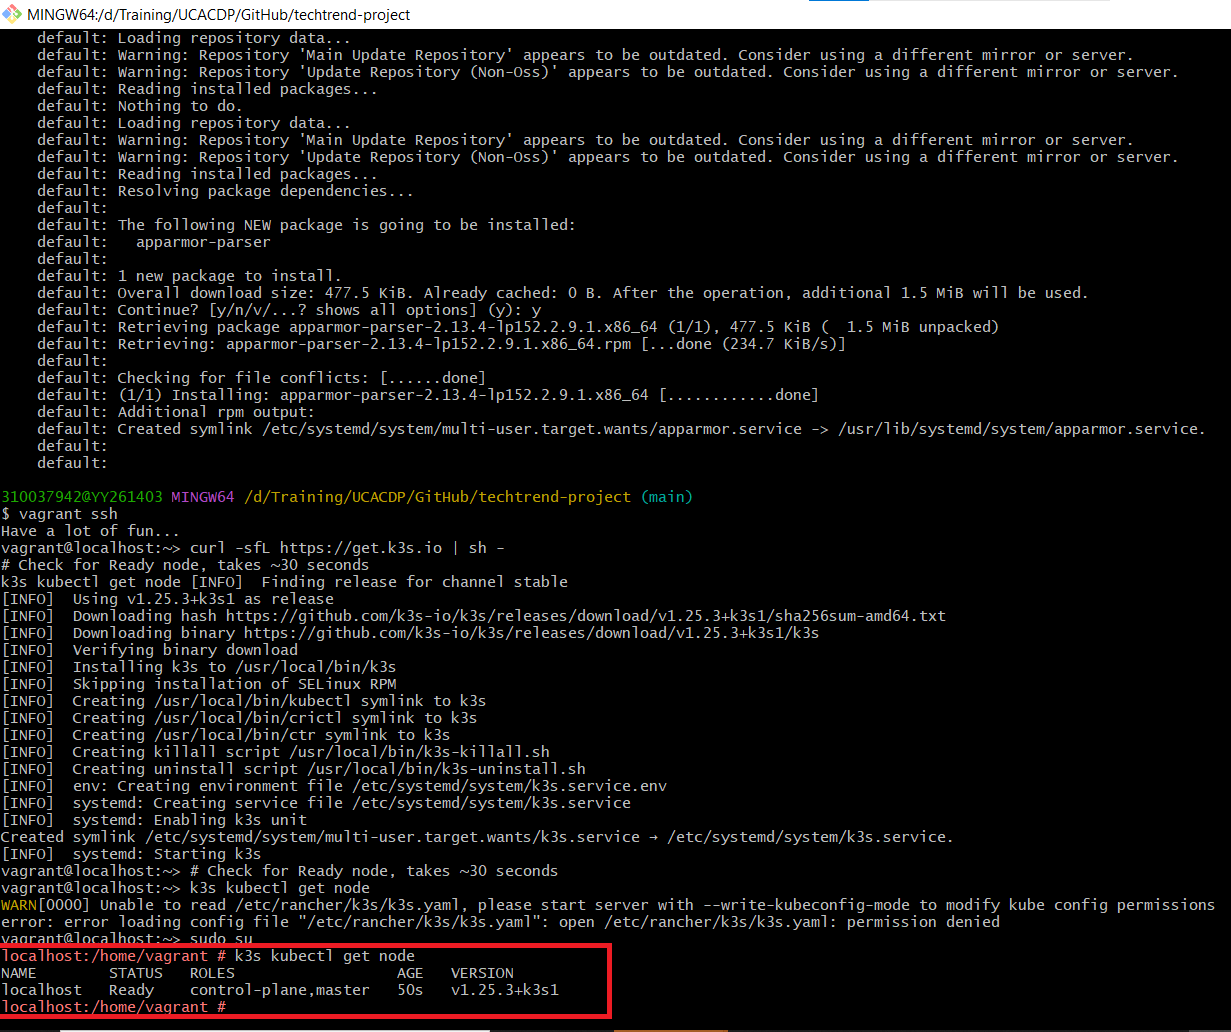 MINGW64:/d/Training/UCACDP/GitHub/techtrend-project
default: Loading repository data...
default: Warning: Repository 'Main Update Repository' appears to be outdated. Consider using a different mirror or server.
default: Warning: Repository 'Update Repository (Non-Oss)' appears to be outdated. Consider using a different mirror or server.
default: Reading installed packages...
default: Nothing to do.
default: Loading repository data...
default: Warning: Repository 'Main Update Repository' appears to be outdated. Consider using a different mirror or server.
default: Warning: Repository 'Update Repository (Non-Oss)' appears to be outdated. Consider using a different mirror or server.
default: Reading installed packages...
default: Resolving package dependencies...
default:
default: The following NEW package is going to be installed:
default:   apparmor-parser
default:
default: 1 new package to install.
default: Overall download size: 477.5 KiB. Already cached: 0 B. After the operation, additional 1.5 MiB will be used.
default: Continue? [y/n/v/...? shows all options] (y): y
default: Retrieving package apparmor-parser-2.13.4-lp152.2.9.1.x86_64 (1/1), 477.5 KiB (  1.5 MiB unpacked)
default: Retrieving: apparmor-parser-2.13.4-lp152.2.9.1.x86_64.rpm [...done (234.7 KiB/s)]
default:
default: Checking for file conflicts: [......done]
default: (1/1) Installing: apparmor-parser-2.13.4-lp152.2.9.1.x86_64 [............done]
default: Additional rpm output:
default: Created symlink /etc/systemd/system/multi-user.target.wants/apparmor.service -> /usr/lib/systemd/system/apparmor.service.
default:
default:
310037942@YY261403 MINGW64 /d/Training/UCACDP/GitHub/techtrend-project (main)
$ vagrant ssh
Have a lot of fun...
vagrant@localhost:~> curl -sfL https://get.k3s.io | sh -
# Check for Ready node, takes ~30 seconds
k3s kubectl get node [INFO]  Finding release for channel stable
[INFO]  Using v1.25.3+k3s1 as release
[INFO]  Downloading hash https://github.com/k3s-io/k3s/releases/download/v1.25.3+k3s1/sha256sum-amd64.txt
[INFO]  Downloading binary https://github.com/k3s-io/k3s/releases/download/v1.25.3+k3s1/k3s
[INFO]  Verifying binary download
[INFO]  Installing k3s to /usr/local/bin/k3s
[INFO]  Skipping installation of SELinux RPM
[INFO]  Creating /usr/local/bin/kubectl symlink to k3s
[INFO]  Creating /usr/local/bin/crictl symlink to k3s
[INFO]  Creating /usr/local/bin/ctr symlink to k3s
[INFO]  Creating killall script /usr/local/bin/k3s-killall.sh
[INFO]  Creating uninstall script /usr/local/bin/k3s-uninstall.sh
[INFO]  env: Creating environment file /etc/systemd/system/k3s.service.env
[INFO]  systemd: Creating service file /etc/systemd/system/k3s.service
[INFO]  systemd: Enabling k3s unit
Created symlink /etc/systemd/system/multi-user.target.wants/k3s.service → /etc/systemd/system/k3s.service.
[INFO]  systemd: Starting k3s
vagrant@localhost:~> # Check for Ready node, takes ~30 seconds
vagrant@localhost:~> k3s kubectl get node
WARN[0000] Unable to read /etc/rancher/k3s/k3s.yaml, please start server with --write-kubeconfig-mode to modify kube config permissions
error: error loading config file "/etc/rancher/k3s/k3s.yaml": open /etc/rancher/k3s/k3s.yaml: permission denied
vagrant@localhost:~> sudo su
localhost:/home/vagrant # k3s kubectl get node
NAME        STATUS   ROLES                  AGE   VERSION
localhost   Ready    control-plane,master   50s   v1.25.3+k3s1
localhost:/home/vagrant #